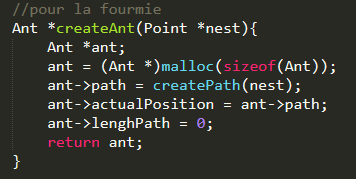 //pour la fourmie
Ant *createAnt(Point *nest){
    Ant *ant;
    ant = (Ant *)malloc(sizeof(Ant));
    ant->path = createPath(nest);
    ant->actualPosition = ant->path;
    ant->lenghPath = 0;
    return ant;
}